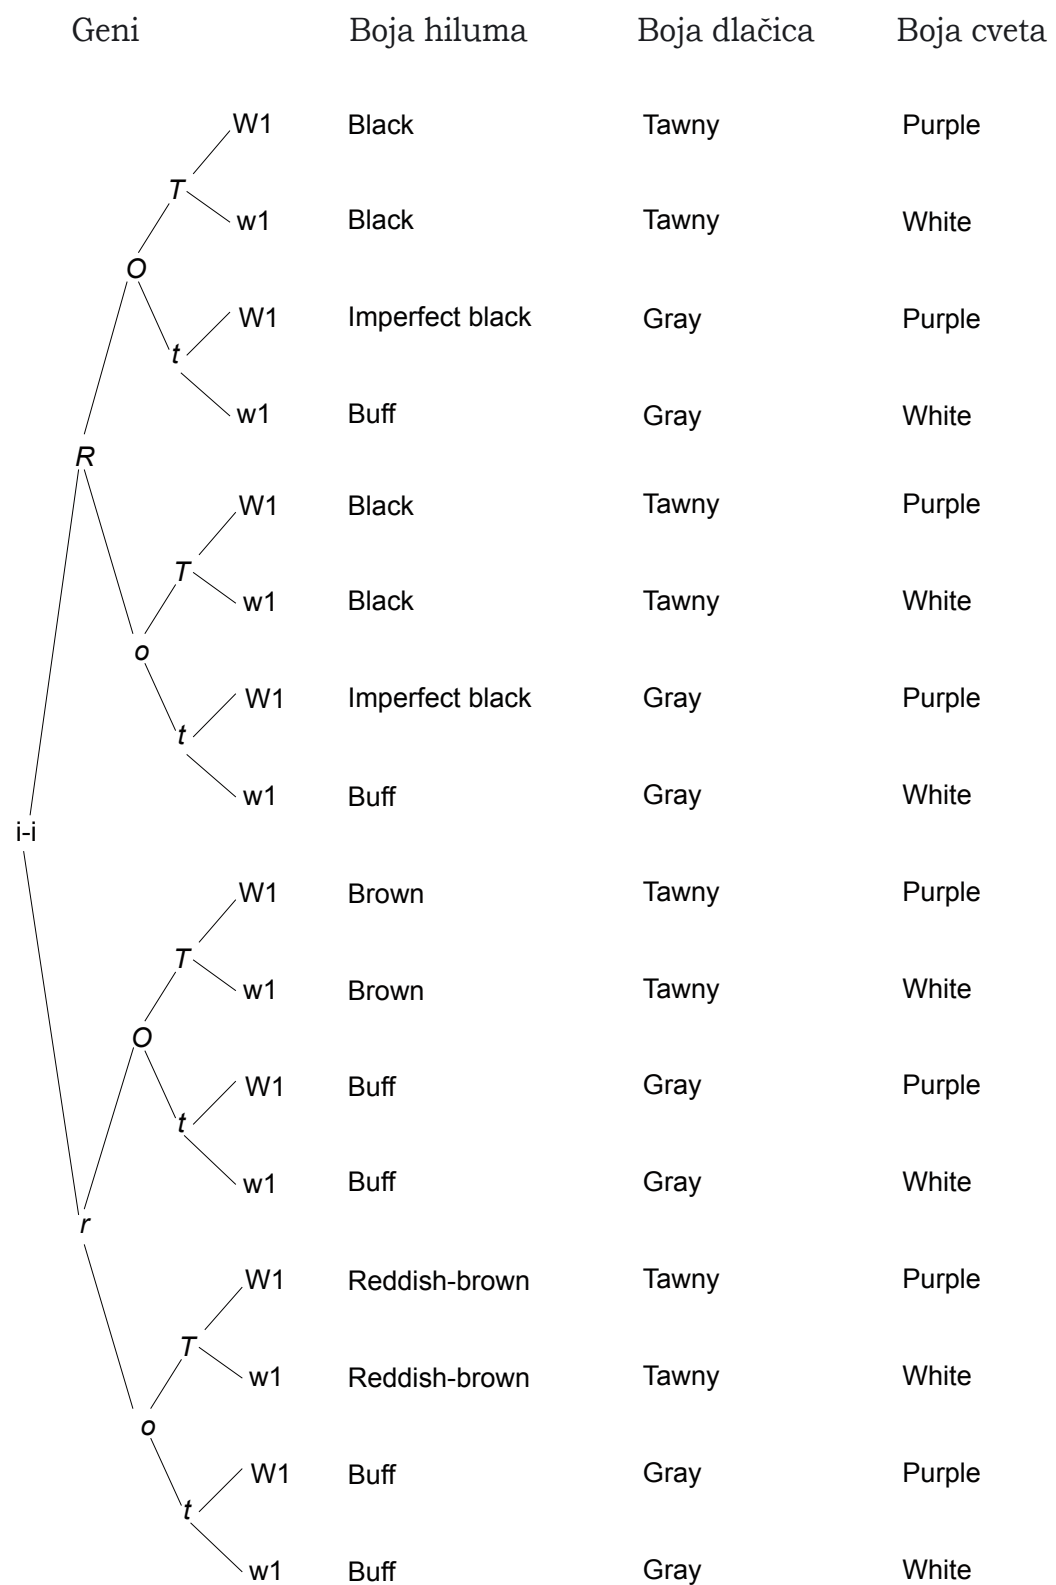 Geni Boja hiluma Boja dlačica Boja cveta
W1 Black Tawny Purple
T
w1 Black Tawny White
O
W1 Imperfect black Gray Purple
t
w1 Buff Gray White
R
W1 Black Tawny Purple
T
w1 Black Tawny White
o
W1 Imperfect black Gray Purple
t
w1 Buff Gray White
i-i
W1 Brown Tawny Purple
T
w1 Brown Tawny White
O
W1 Buff Gray Purple
t
w1 Buff Gray White
r
W1 Reddish-brown Tawny Purple
T
w1 Reddish-brown Tawny White
o
W1 Buff Gray Purple
t
w1 Buff Gray White